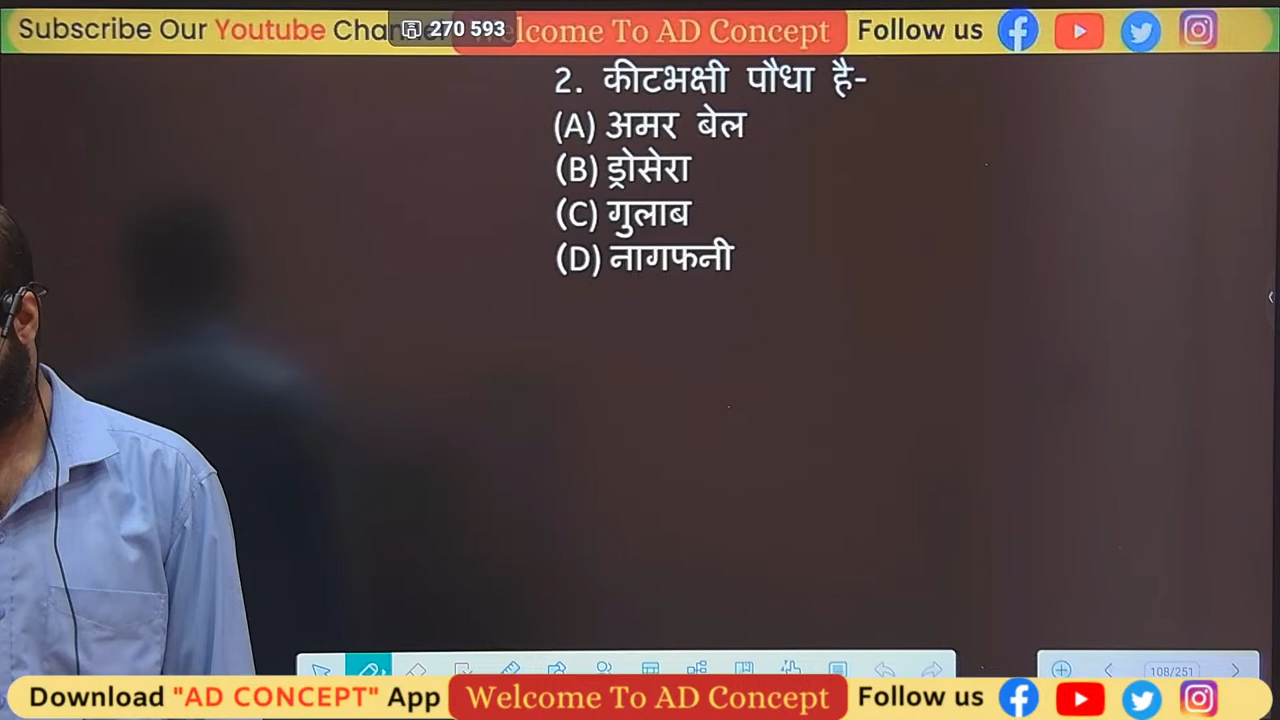 Subscribe Our Youtube 270 593 lcome To AD Concept Follow us
2. कीटभक्षी पौधा है-
(A) अमर बेल
(B) ड्रोसेरा
(C) गुलाब
(D) नागफनी
108/251
Download "AD CONCEPT" App Welcome To AD Concept Follow us